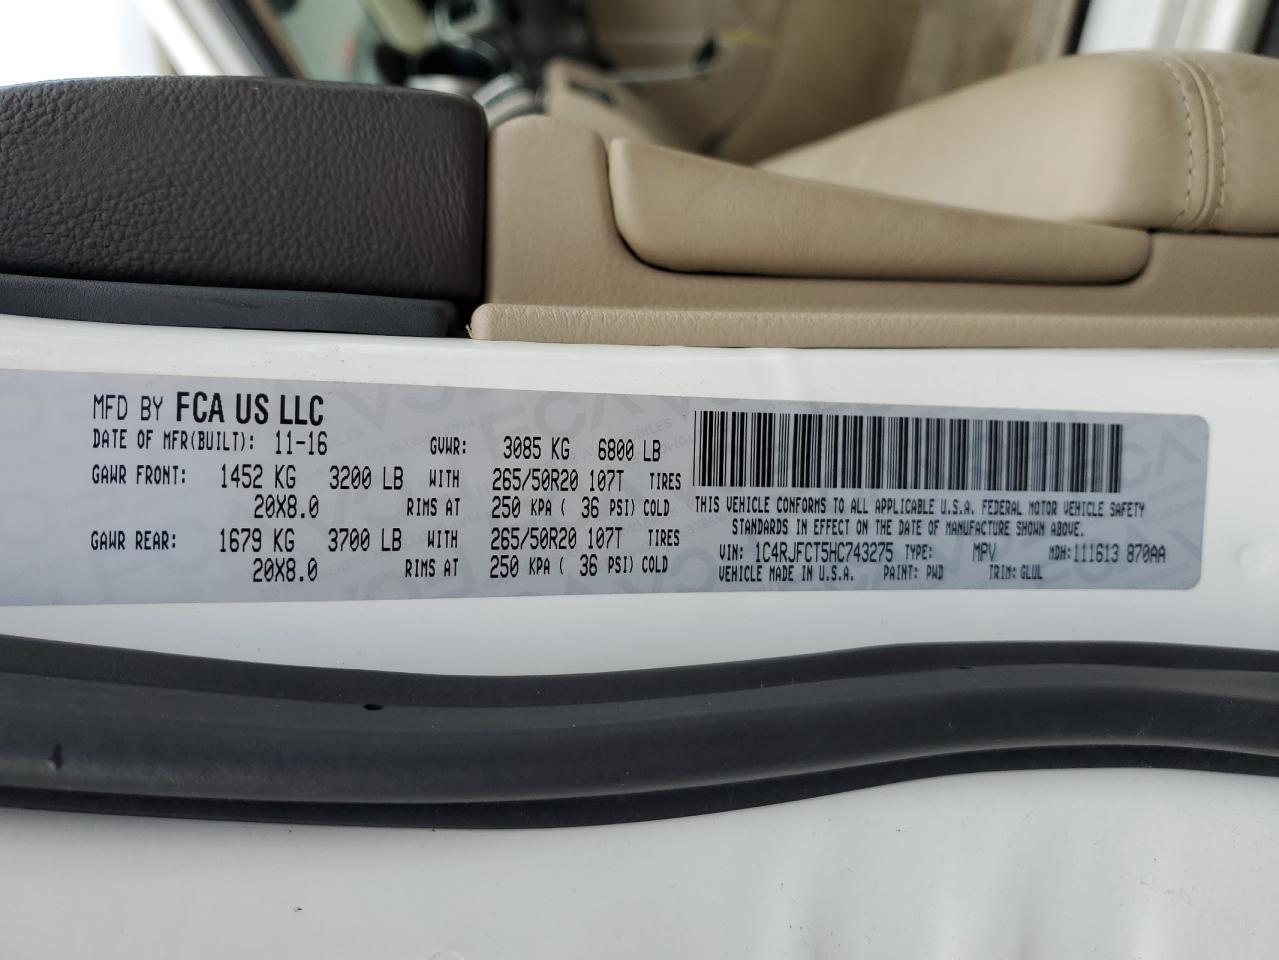 MFD BY FCA US LLC
DATE OF MFR(BUILT): 11-16 GVWR: 3085 KG 6800 LB
GAWR FRONT: 1452 KG 3200 LB WITH 265/50R20 107T TIRES
20X8.0 RIMS AT 250 KPA ( 36 PSI) COLD
GAWR REAR: 1679 KG 3700 LB WITH 265/50R20 107T TIRES
20X8.0 RIMS AT 250 KPA ( 36 PSI) COLD
THIS VEHICLE CONFORMS TO ALL APPLICABLE U.S.A. FEDERAL MOTOR VEHICLE SAFETY
STANDARDS IN EFFECT ON THE DATE OF MANUFACTURE SHOWN ABOVE.
VIN: 1C4RJFCT5HC743275 TYPE: MPV MDH: 111613 870AA
VEHICLE MADE IN U.S.A. PAINT: PWD TRIM: GLUL